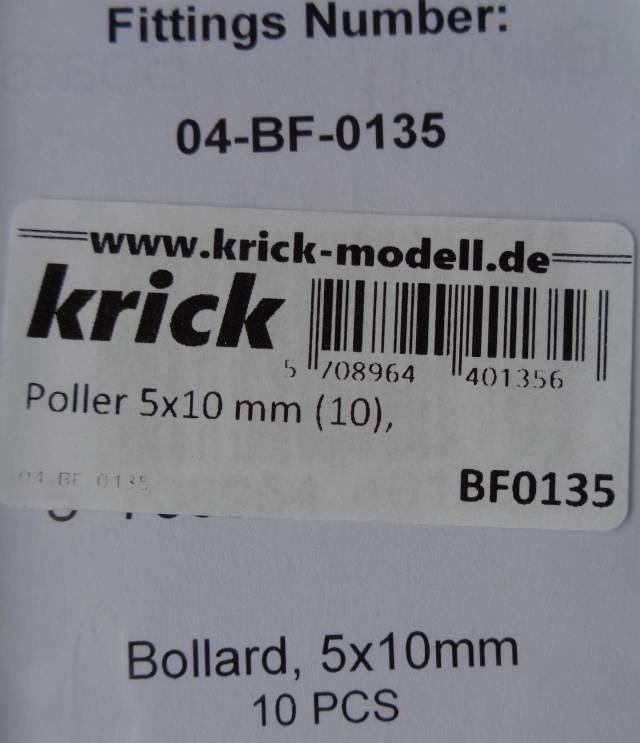 Fittings Number:
04-BF-0135
www.krick-modell.de
krick
5 708964 401356
Poller 5x10 mm (10),
04 BF 0135
BF0135
Bollard, 5x10mm
10 PCS